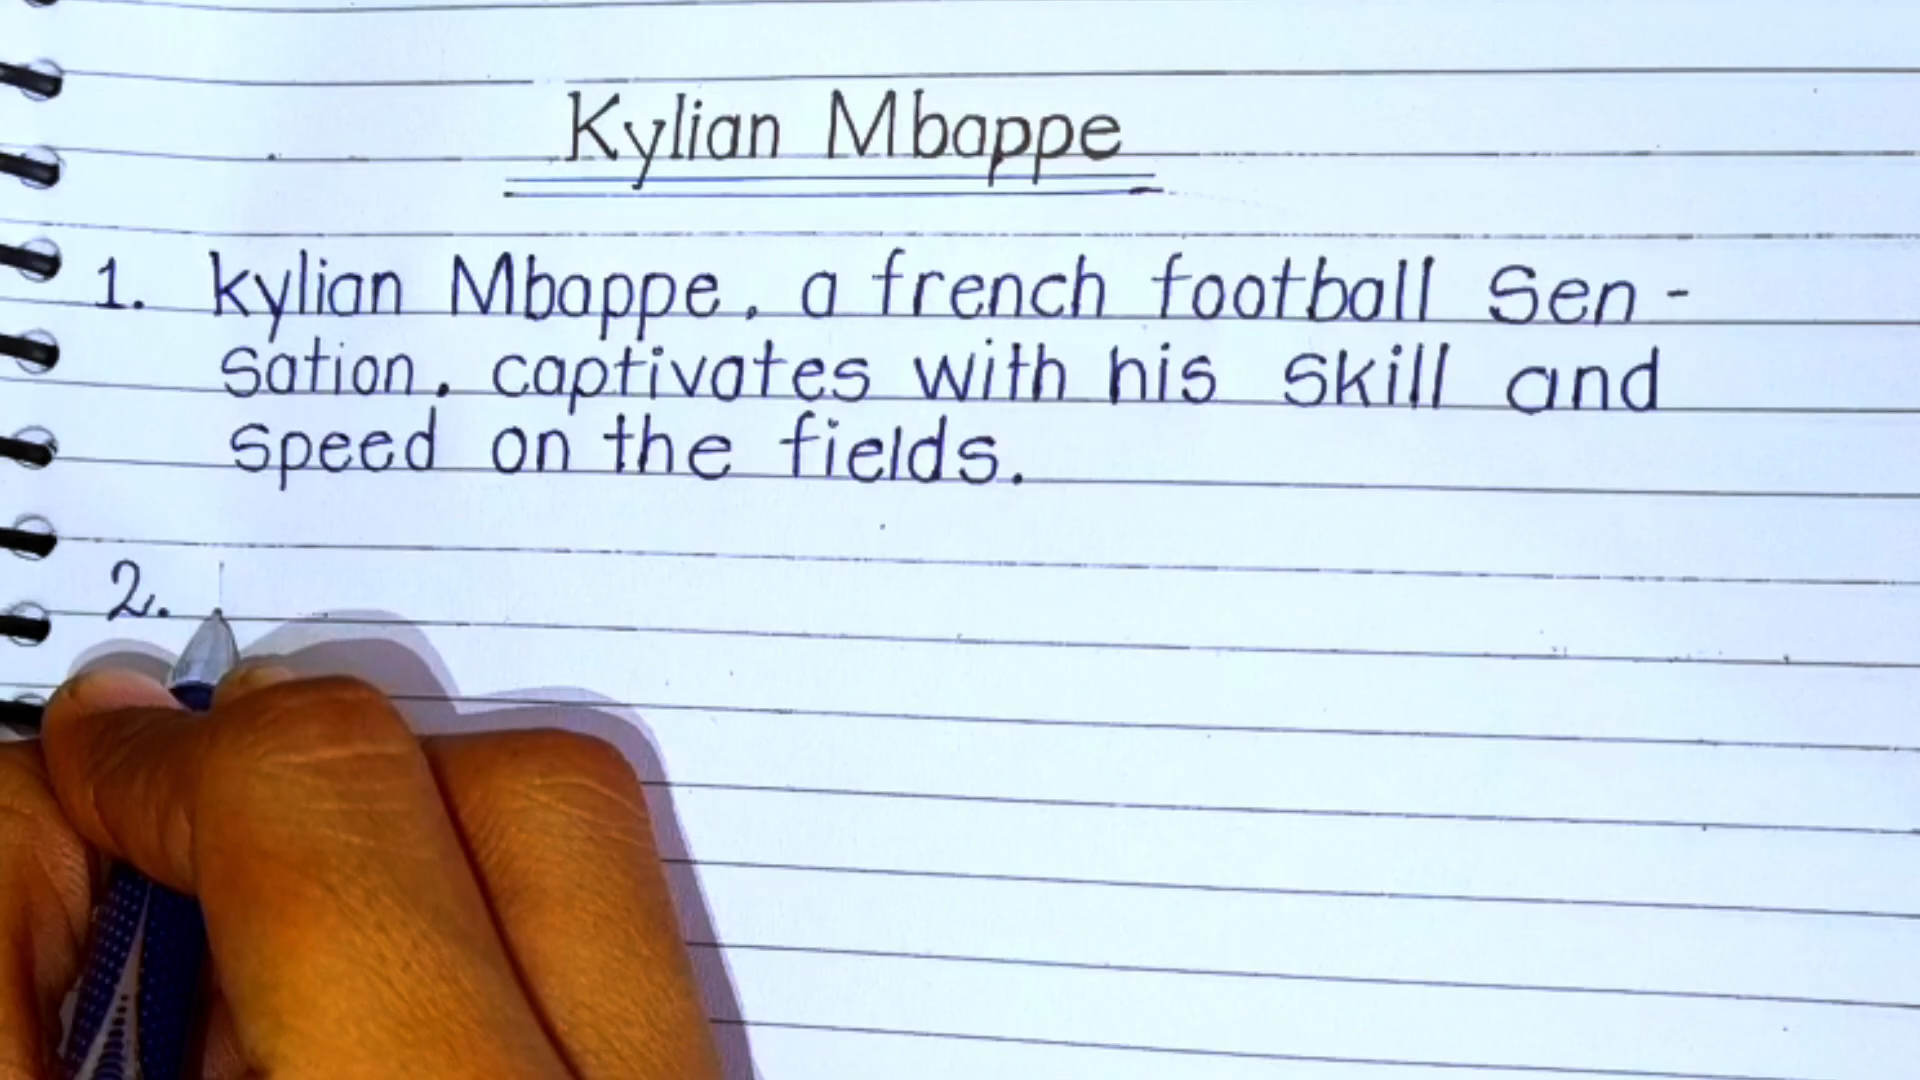 Kylian Mbappe
1. kylian Mbappe, a french football Sen-
sation, captivates with his skill and
speed on the fields.
2.